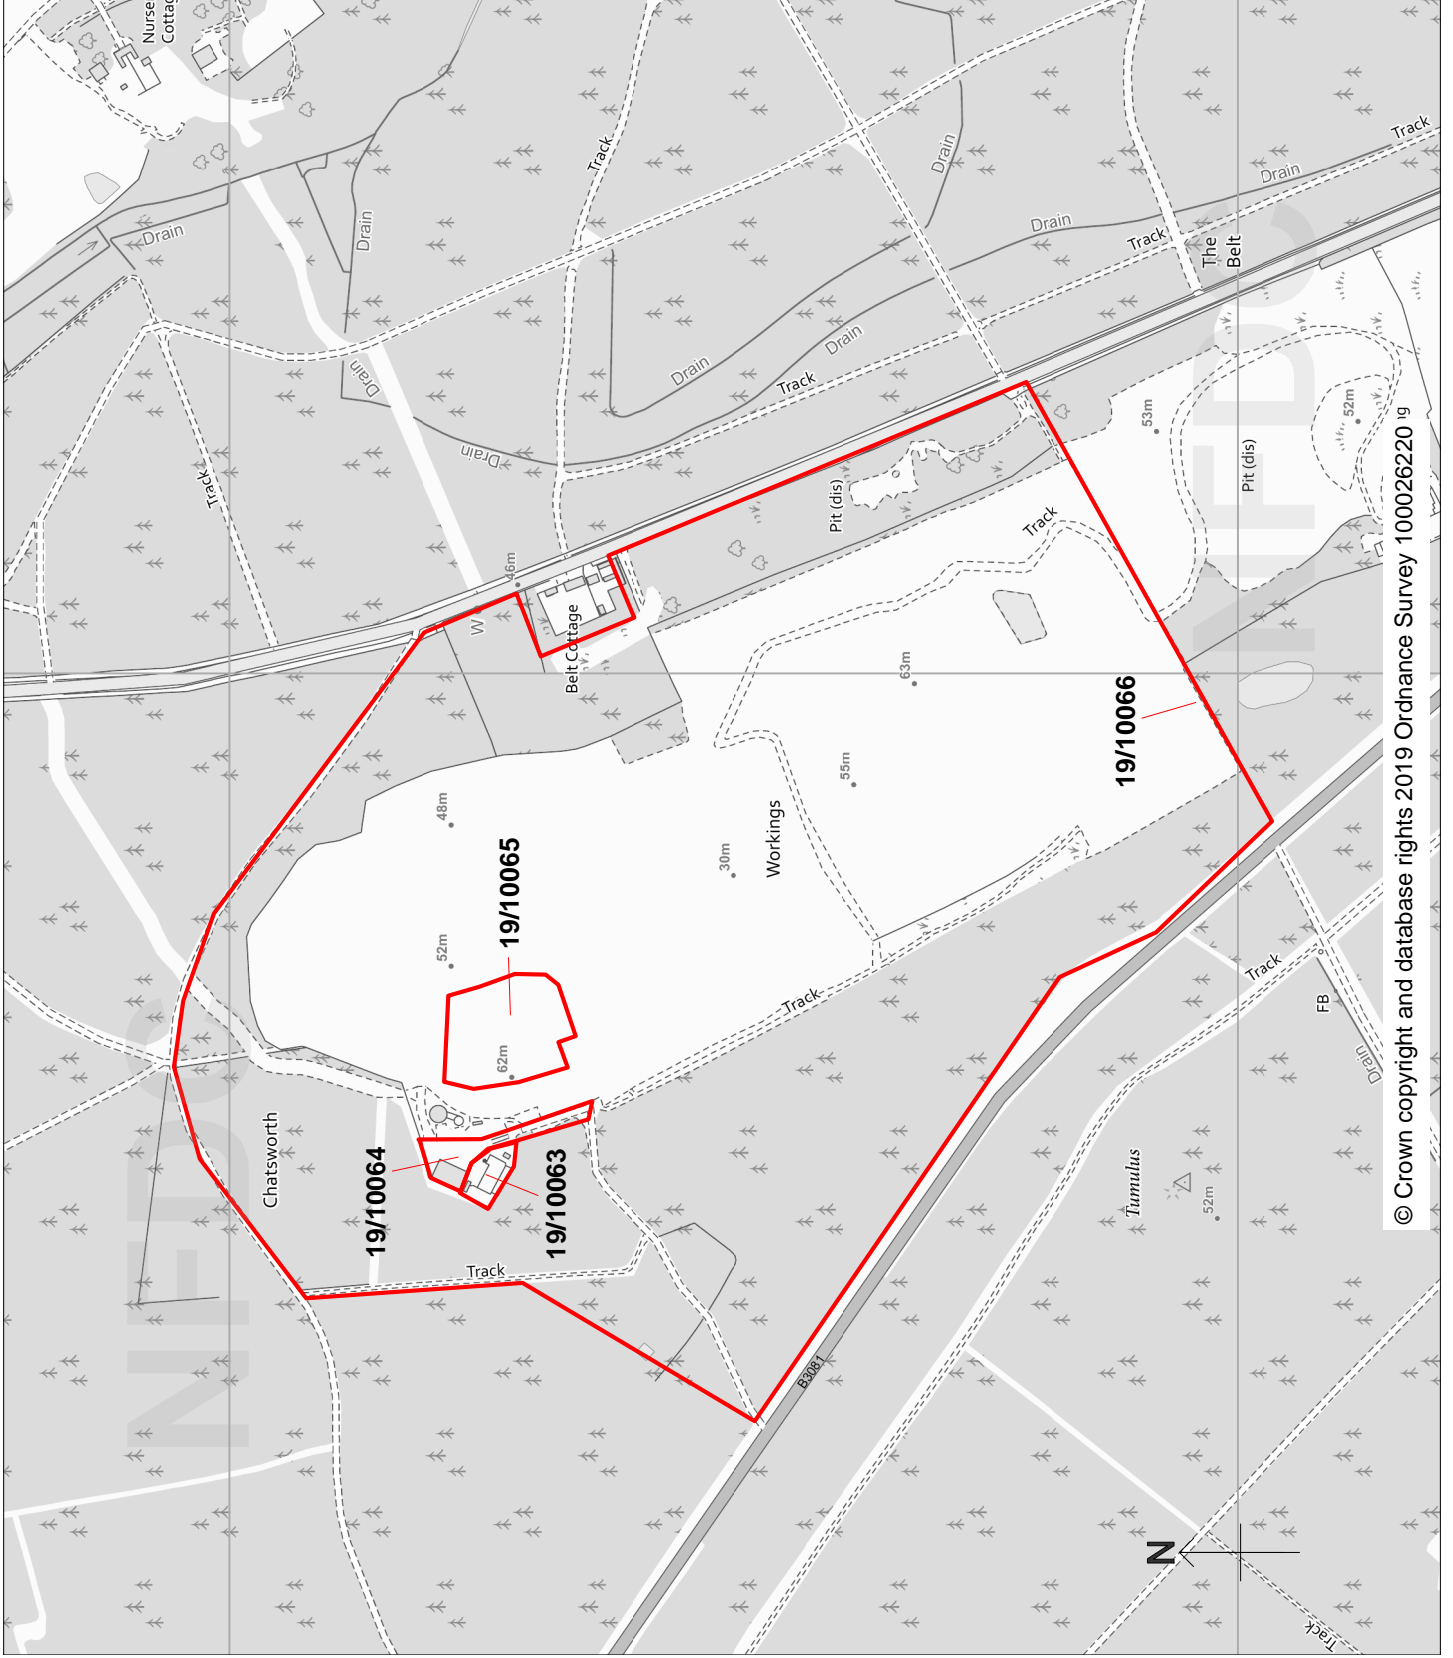 Nurse
Cottag
Drain
Drain
Track
Drain
Track
Drain
Drain
Track
The
Belt
Drain
Drain
Track
Drain
Drain
Track
53m
52m
Pit (dis)
Pit (dis
Track
W
46m
Belt Cottage
63m
55m
48m
30m
52m
62m
Workings
19/10066
19/10065
19/10064
19/10063
Track
Track
FB
Drain
Chatsworth
Track
Tumulus
52m
B3081
Track
N
NFDC
NFDC
© Crown copyright and database rights 2019 Ordnance Survey 100026220